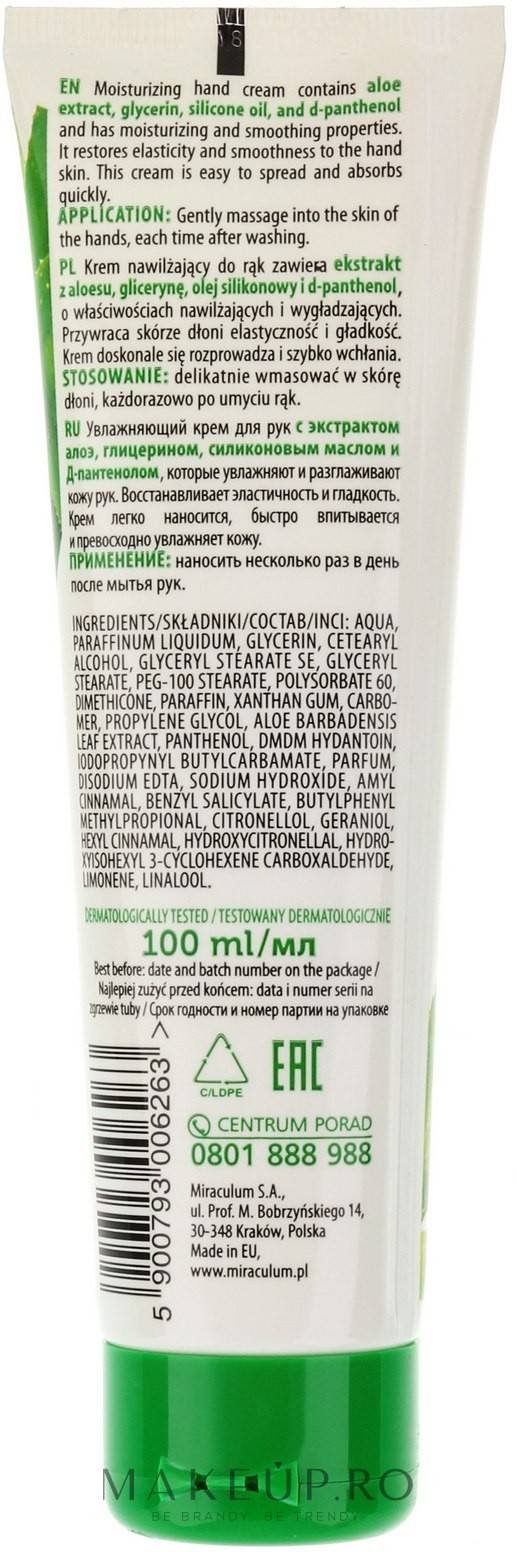 8
EN Moisturizing hand cream contains aloe
extract, glycerin, silicone oil, and d-panthenol
and has moisturizing and smoothing properties.
It restores elasticity and smoothness to the hand
skin. This cream is easy to spread and absorbs
quickly.
APPLICATION: Gently massage into the skin of
the hands, each time after washing.
PL Krem nawilżający do rąk zawiera ekstrakt
z aloesu, glicerynę, olej silikonowy i d-panthenol,
o właściwościach nawilżających i wygładzających.
Przywraca skórze dłoni elastyczność i gładkość.
Krem doskonale się rozprowadza i szybko wchłania.
STOSOWANIE: delikatnie wmasować w skórę
dłoni, każdorazowo po umyciu rąk.
RU Увлажняющий крем для рук с экстрактом
алоэ, глицерином, силиконовым маслом и
Д-пантенолом, которые увлажняют и разглаживают
кожу рук. Восстанавливает эластичность и гладкость.
Крем легко наносится, быстро впитывается
и превосходно увлажняет кожу.
ПРИМЕНЕНИЕ: наносить несколько раз в день
после мытья рук.
INGREDIENTS/SKŁADNIKI/СОСТАВ/INCI: AQUA,
PARAFFINUM LIQUIDUM, GLYCERIN, CETEARYL
ALCOHOL, GLYCERYL STEARATE SE, GLYCERYL
STEARATE, PEG-100 STEARATE, POLYSORBATE 60,
DIMETHICONE, PARAFFIN, XANTHAN GUM, CARBO-
MER, PROPYLENE GLYCOL, ALOE BARBADENSIS
LEAF EXTRACT, PANTHENOL, DMDM HYDANTOIN,
IODOPROPYNYL BUTYLCARBAMATE, PARFUM,
DISODIUM EDTA, SODIUM HYDROXIDE, AMYL
CINNAMAL, BENZYL SALICYLATE, BUTYLPHENYL
METHYLPROPIONAL, CITRONELLOL, GERANIOL,
HEXYL CINNAMAL, HYDROXYCITRONELLAL, HYDRO-
XYISOHEXYL 3-CYCLOHEXENE CARBOXALDEHYDE,
LIMONENE, LINALOOL.
DERMATOLOGICALLY TESTED / TESTOWANY DERMATOLOGICZNIE
100 ml/мл
Best before: date and batch number on the package /
Najlepiej zużyć przed końcem: data i numer serii na
zgrzewie tuby / Срок годности и номер партии на упаковке
5 900793 006263 >
C/LDPE
EAC
CENTRUM PORAD
0801 888 988
Miraculum S.A.,
ul. Prof. M. Bobrzyńskiego 14,
30-348 Kraków, Polska
Made in EU,
www.miraculum.pl
MAKEUP.RO
BE BRANDY. BE TRENDY.